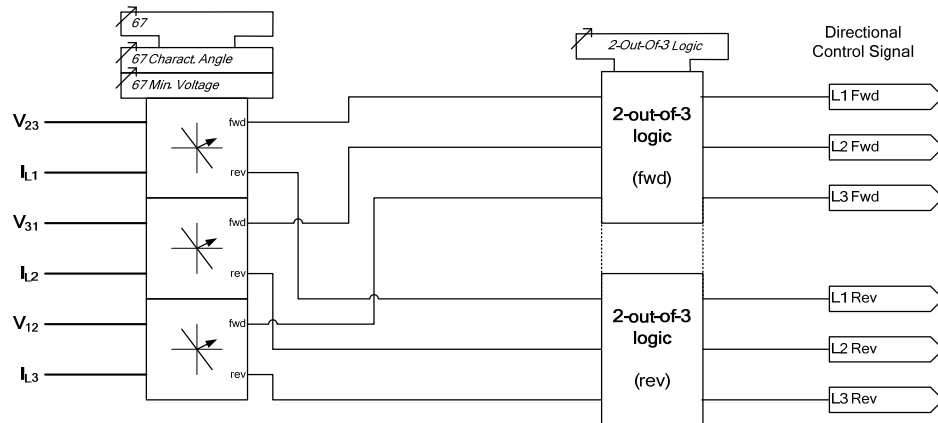 67
67 Charact. Angle
67 Min. Voltage
2-Out-Of-3 Logic
Directional
Control Signal
V23
IL1
V31
IL2
V12
IL3
fwd
rev
fwd
rev
fwd
rev
2-out-of-3
logic
(fwd)
2-out-of-3
logic
(rev)
L1 Fwd
L2 Fwd
L3 Fwd
L1 Rev
L2 Rev
L3 Rev